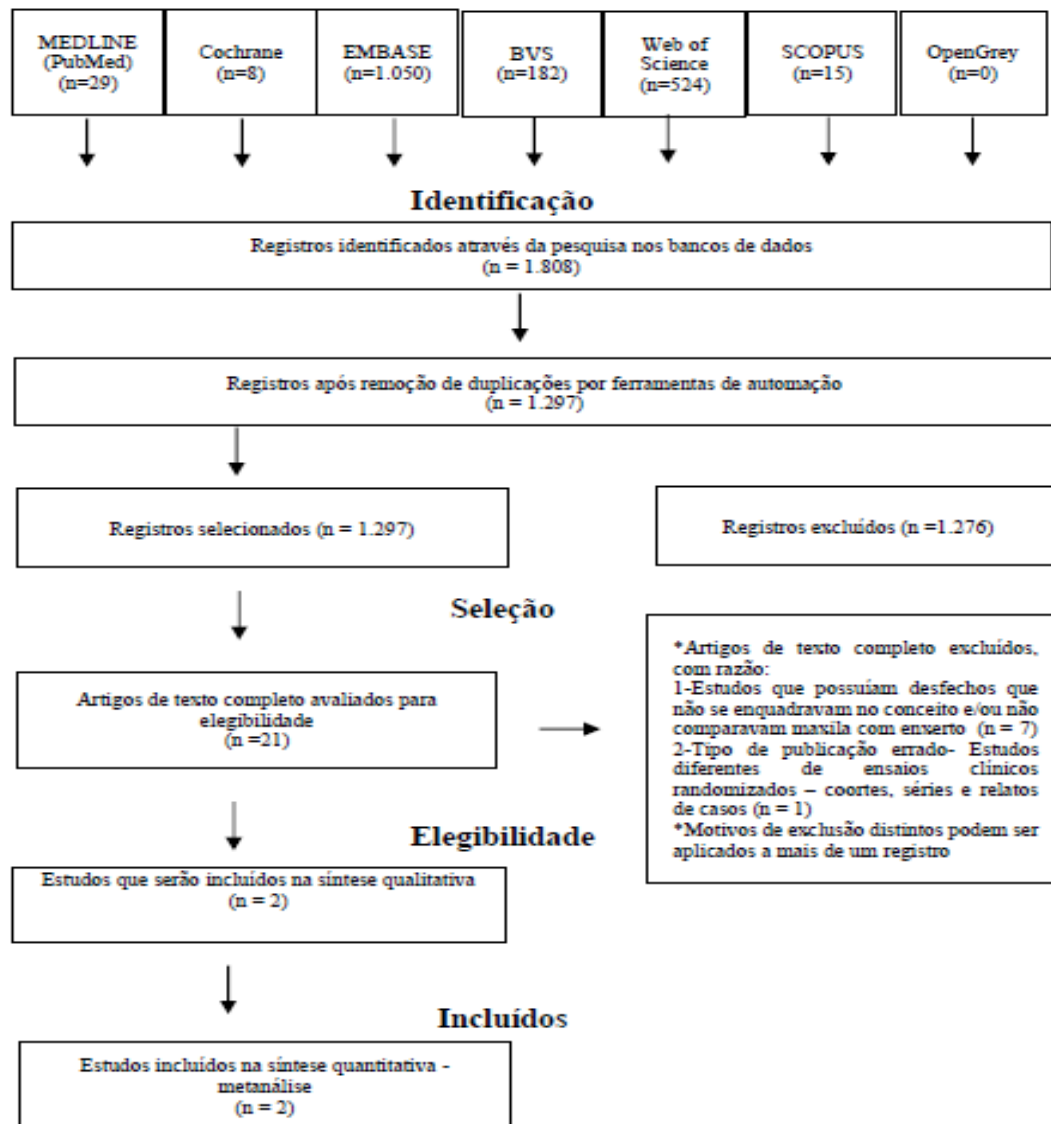 MEDLINE
(PubMed)
(n=29)
Cochrane
(n=8)
EMBASE
(n=1.050)
BVS
(n=182)
Web of
Science
(n=524)
SCOPUS
(n=15)
OpenGrey
(n=0)
Identificação
Registros identificados através da pesquisa nos bancos de dados
(n = 1.808)
Registros após remoção de duplicações por ferramentas de automação
(n = 1.297)
Registros selecionados (n = 1.297)
Registros excluídos (n =1.276)
Seleção
Artigos de texto completo avaliados para
elegibilidade
(n =21)
*Artigos de texto completo excluídos,
com razão:
1-Estudos que possuíam desfechos que
não se enquadravam no conceito e/ou não
comparavam maxila com enxerto (n = 7)
2-Tipo de publicação errado- Estudos
diferentes de ensaios clínicos
randomizados – coortes, séries e relatos
de casos (n = 1)
*Motivos de exclusão distintos podem ser
aplicados a mais de um registro
Elegibilidade
Estudos que serão incluídos na síntese qualitativa
(n = 2)
Incluídos
Estudos incluídos na síntese quantitativa -
metanálise
(n = 2)